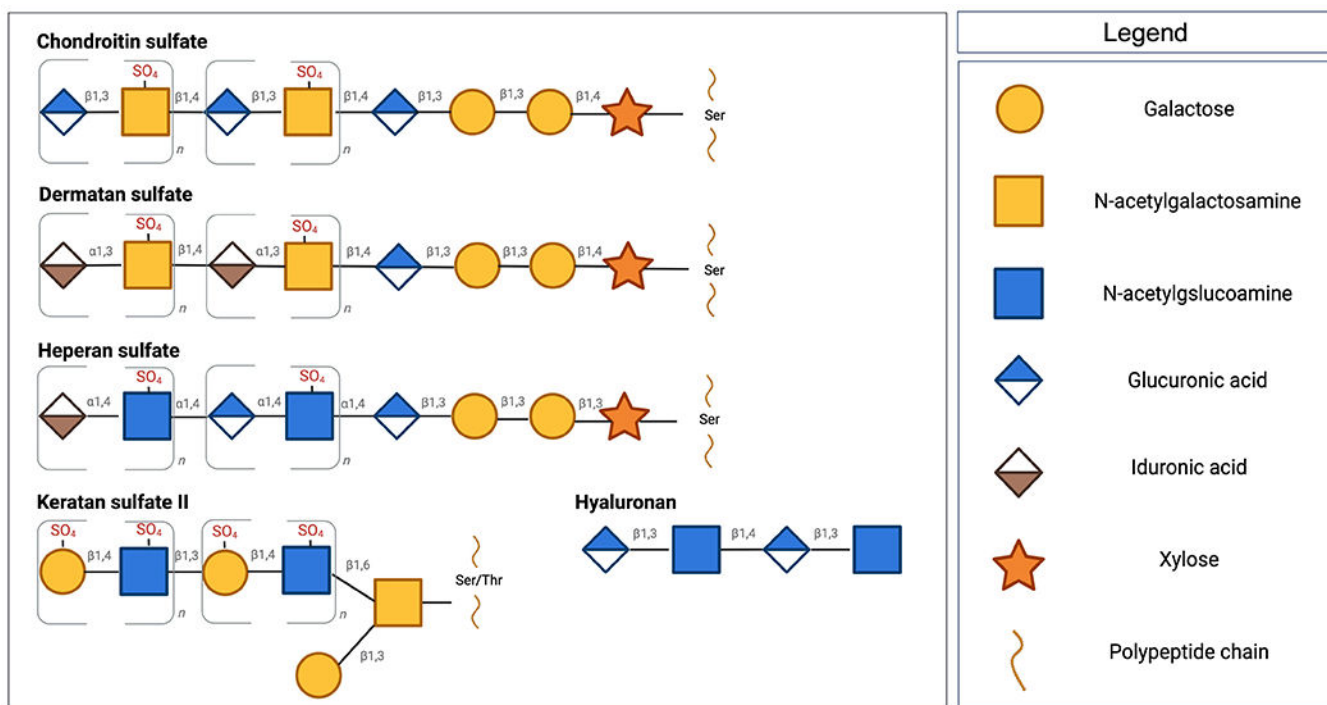 Chondroitin sulfate
SO₄ SO₄
β1,3 β1,4 β1,3 β1,4 β1,3 β1,3 β1,4
Ser
n n
Dermatan sulfate
SO₄ SO₄
α1,3 β1,4 α1,3 β1,4 β1,3 β1,3 β1,4
Ser
n n
Heperan sulfate
SO₄ SO₄
α1,4 α1,4 α1,4 α1,4 β1,3 β1,3 β1,3
Ser
n n
Keratan sulfate II
SO₄ SO₄ SO₄ SO₄
β1,4 β1,3 β1,4 β1,6
Ser/Thr
n n
β1,3
Hyaluronan
β1,3 β1,4 β1,3
Legend
Galactose
N-acetylgalactosamine
N-acetylgslucoamine
Glucuronic acid
Iduronic acid
Xylose
Polypeptide chain